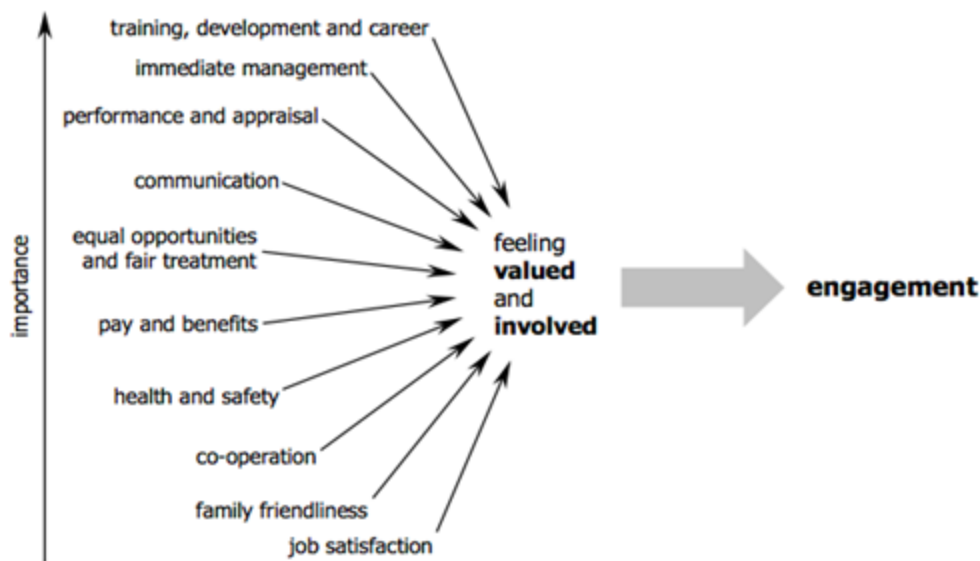 training, development and career
immediate management
performance and appraisal
communication
equal opportunities
and fair treatment
pay and benefits
health and safety
co-operation
family friendliness
job satisfaction
importance
feeling
valued
and
involved
engagement